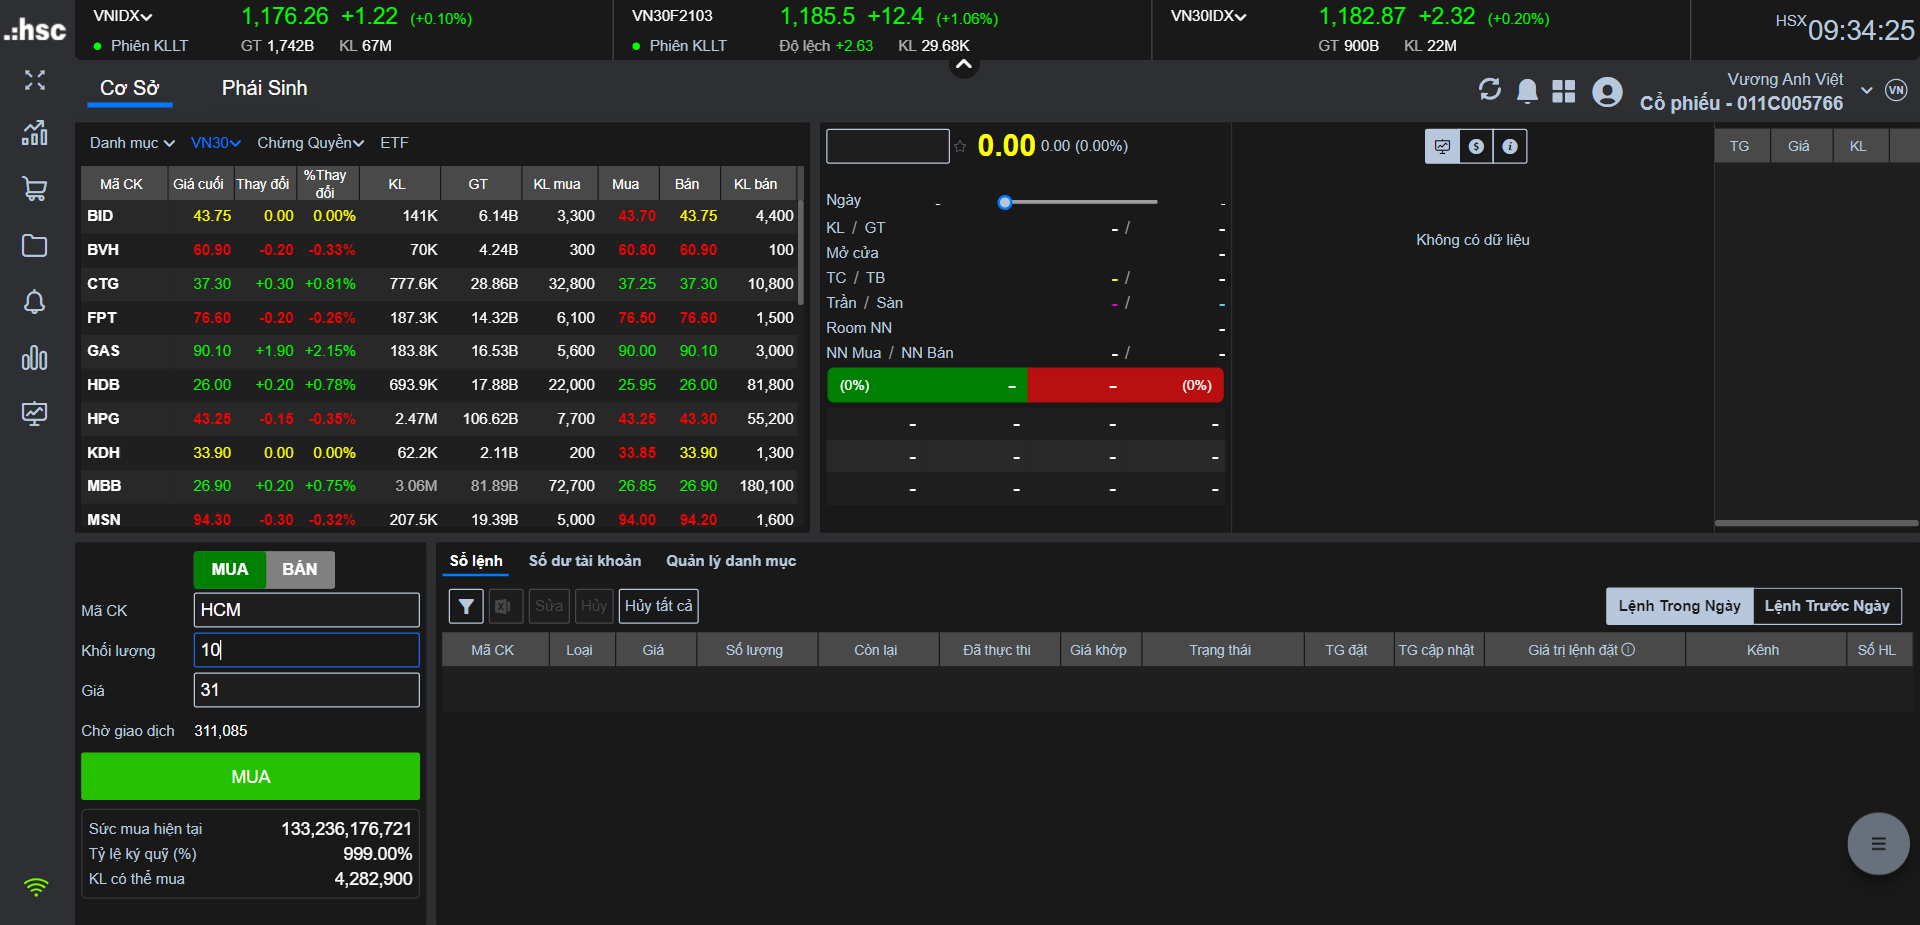 .:hsc
VNIDX 1,176.26 +1.22 (+0.10%)
Phiên KLLT GT 1,742B KL 67M
VN30F2103 1,185.5 +12.4 (+1.06%)
Phiên KLLT Độ lệch +2.63 KL 29.68K
VN30IDX 1,182.87 +2.32 (+0.20%)
GT 900B KL 22M
HSX 09:34:25
Cơ Sở Phái Sinh
Vương Anh Việt
Cổ phiếu - 011C005766
VN
Danh mục VN30 Chứng Quyền ETF
Mã CK Giá cuối Thay đổi %Thay đổi KL GT KL mua Mua Bán KL bán
BID 43.75 0.00 0.00% 141K 6.14B 3,300 43.70 43.75 4,400
BVH 60.90 -0.20 -0.33% 70K 4.24B 300 60.80 60.90 100
CTG 37.30 +0.30 +0.81% 777.6K 28.86B 32,800 37.25 37.30 10,800
FPT 76.60 -0.20 -0.26% 187.3K 14.32B 6,100 76.50 76.60 1,500
GAS 90.10 +1.90 +2.15% 183.8K 16.53B 5,600 90.00 90.10 3,000
HDB 26.00 +0.20 +0.78% 693.9K 17.88B 22,000 25.95 26.00 81,800
HPG 43.25 -0.15 -0.35% 2.47M 106.62B 7,700 43.25 43.30 55,200
KDH 33.90 0.00 0.00% 62.2K 2.11B 200 33.85 33.90 1,300
MBB 26.90 +0.20 +0.75% 3.06M 81.89B 72,700 26.85 26.90 180,100
MSN 94.30 -0.30 -0.32% 207.5K 19.39B 5,000 94.00 94.20 1,600
0.00 0.00 (0.00%)
Ngày - -
KL / GT - / -
Mở cửa -
TC / TB - / -
Trần / Sàn - / -
Room NN -
NN Mua / NN Bán - / -
(0%) - - (0%)
- - - -
- - - -
- - - -
Không có dữ liệu
TG Giá KL
MUA BÁN
Mã CK HCM
Khối lượng 10
Giá 31
Chờ giao dịch 311,085
MUA
Sức mua hiện tại 133,236,176,721
Tỷ lệ ký quỹ (%) 999.00%
KL có thể mua 4,282,900
Sổ lệnh Số dư tài khoản Quản lý danh mục
Sửa Hủy Hủy tất cả
Lệnh Trong Ngày Lệnh Trước Ngày
Mã CK Loại Giá Số lượng Còn lại Đã thực thi Giá khớp Trạng thái TG đặt TG cập nhật Giá trị lệnh đặt Kênh Số HL